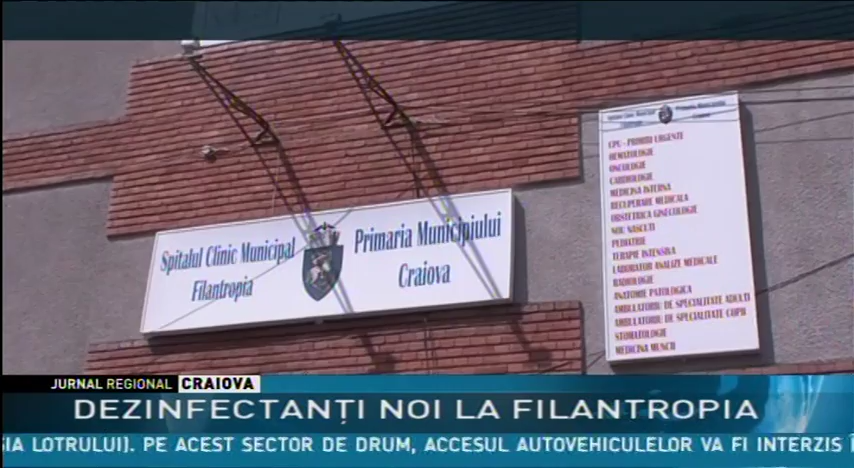 Spitalul Clinic Municipal
Filantropia
Primaria Municipiului
Craiova
CPU - PRIMIRI URGENTE
HEMATOLOGIE
ONCOLOGIE
CARDIOLOGIE
MEDICINA INTERNA
RECUPERARE MEDICALA
OBSTETRICA GINECOLOGIE
NOU NASCUTI
PEDIATRIE
TERAPIE INTENSIVA
LABORATOR ANALIZE MEDICALE
RADIOLOGIE
ANATOMIE PATOLOGICA
AMBULATORIU DE SPECIALITATE ADULTI
AMBULATORIU DE SPECIALITATE COPII
STOMATOLOGIE
MEDICINA MUNCII
JURNAL REGIONAL CRAIOVA
DEZINFECTANȚI NOI LA FILANTROPIA
SIA LOTRULUI). PE ACEST SECTOR DE DRUM, ACCESUL AUTOVEHICULELOR VA FI INTERZIS Î